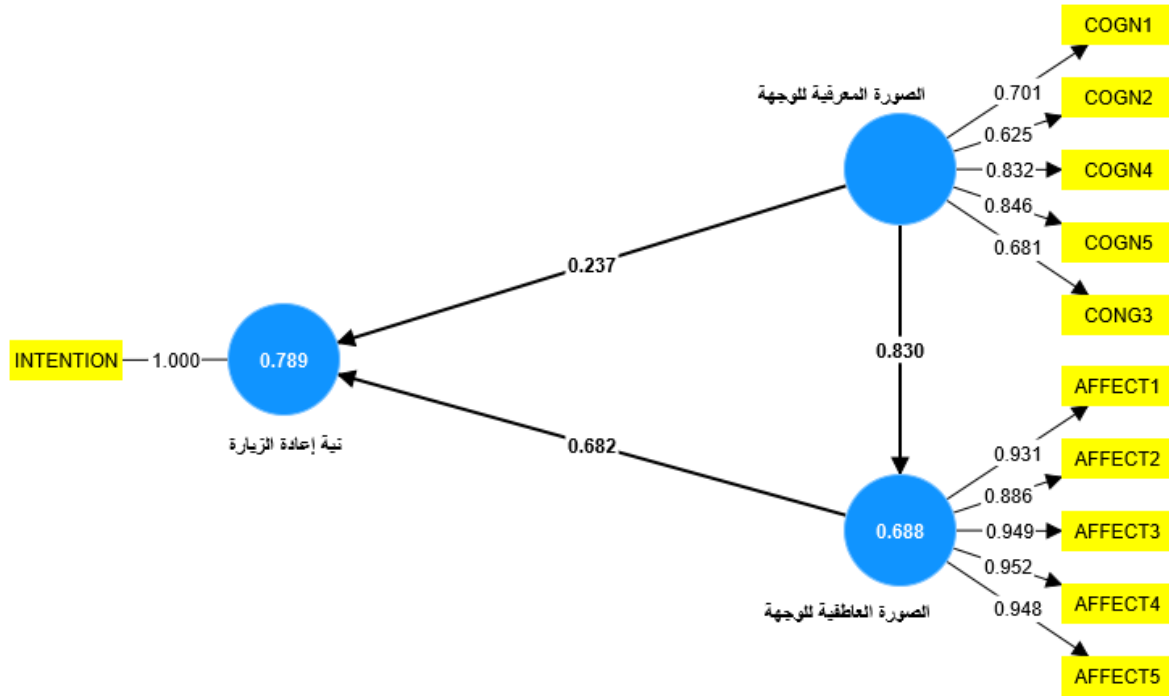 COGN1
0.701
الصورة المعرفية للوجهة
COGN2
0.625
0.832
COGN4
0.846
COGN5
0.681
0.237
CONG3
0.830
INTENTION
1.000
0.789
AFFECT1
نية إعادة الزيارة
0.682
0.931
AFFECT2
0.886
0.688
0.949
AFFECT3
0.952
AFFECT4
0.948
الصورة العاطفية للوجهة
AFFECT5